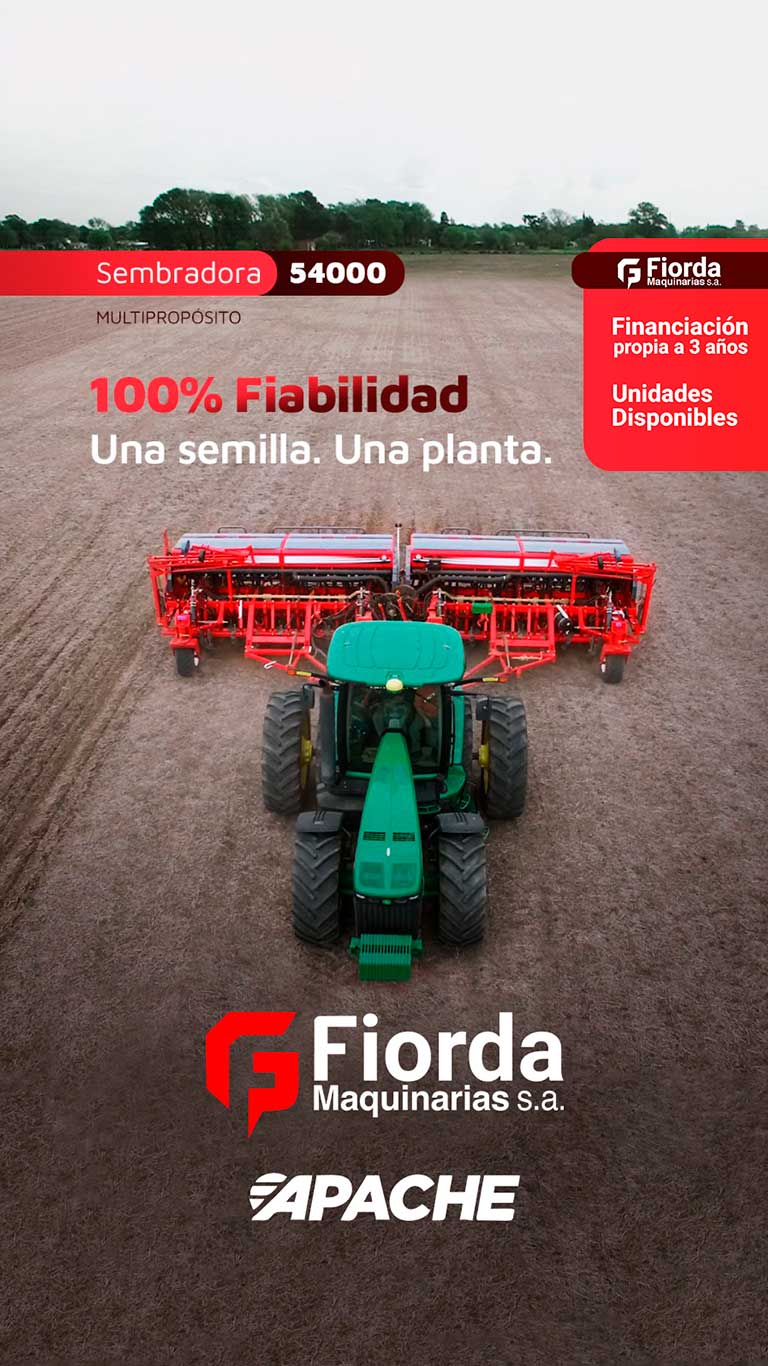 Sembradora 54000
MULTIPROPÓSITO
100% Fiabilidad
Una semilla. Una planta.
Fiorda
Maquinarias s.a.
Financiación
propia a 3 años
Unidades
Disponibles
Fiorda
Maquinarias s.a.
APACHE